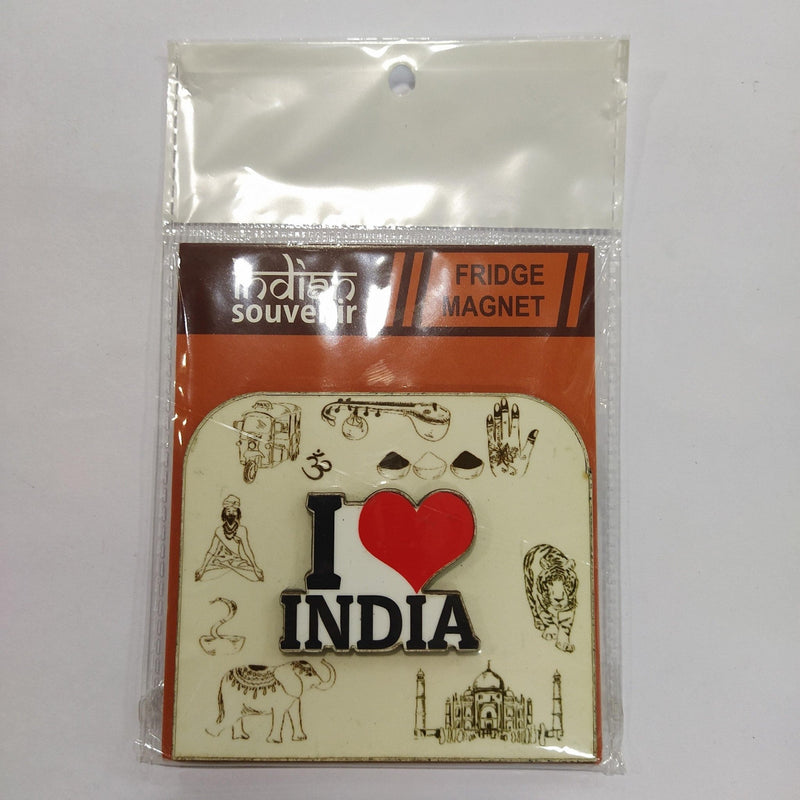 indian
souvenir
FRIDGE
MAGNET
ॐ
I
INDIA